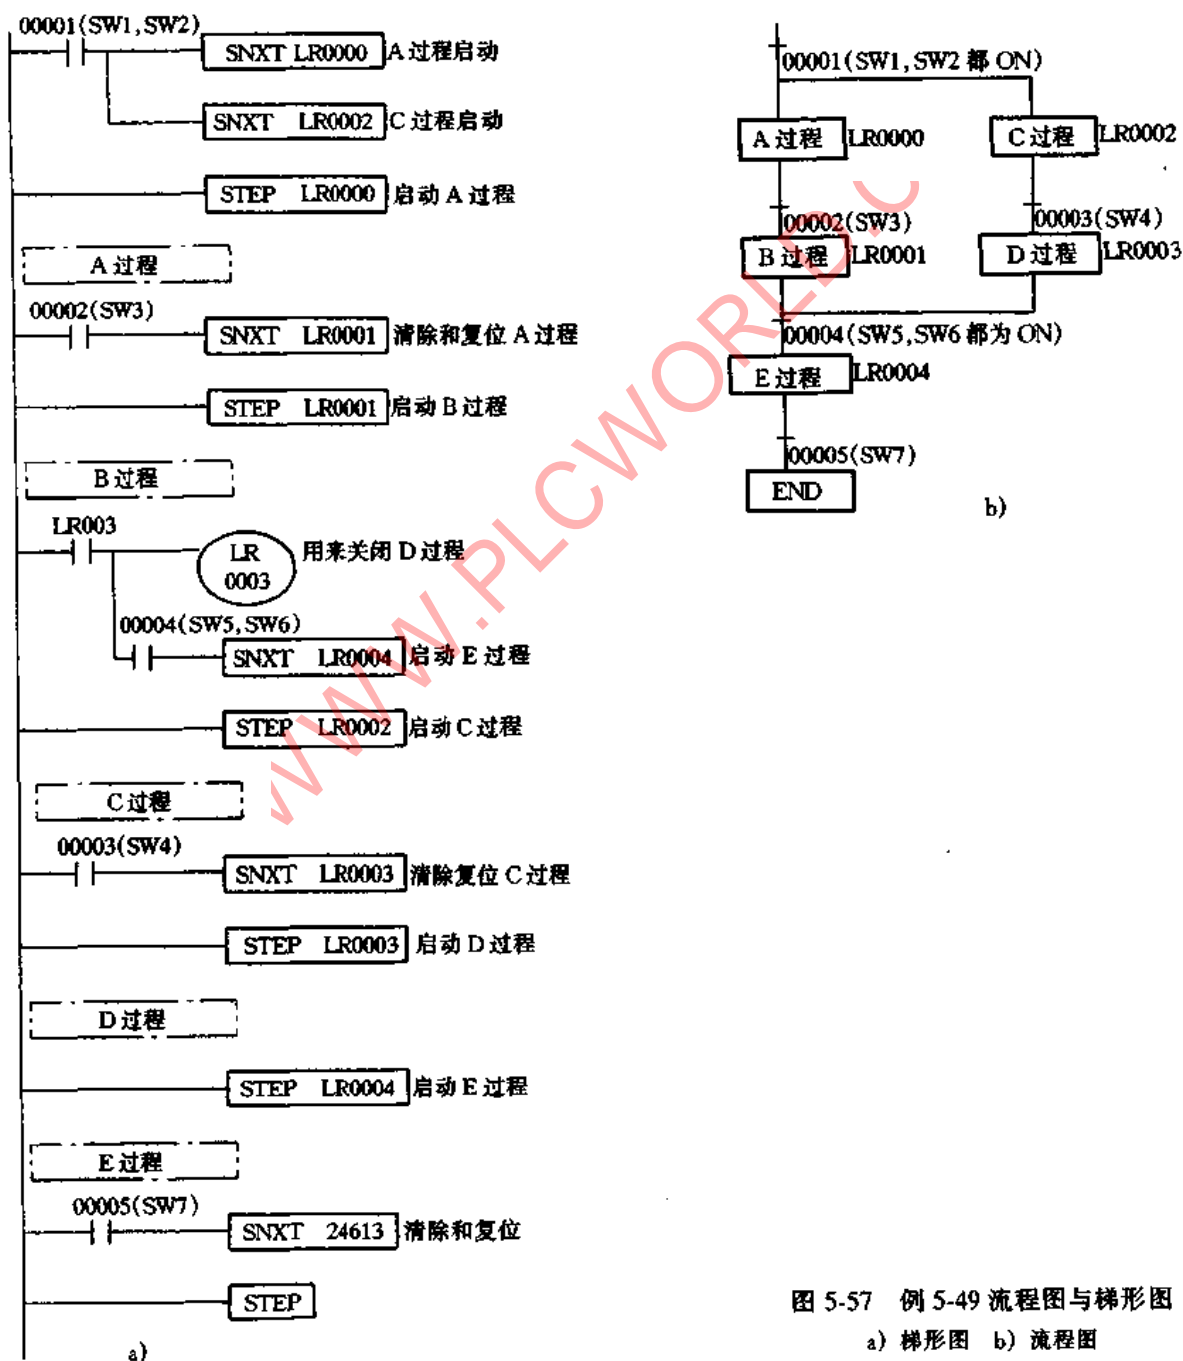 00001(SW1,SW2)
SNXT LR0000 A过程启动
SNXT LR0002 C过程启动
STEP LR0000 启动A过程
A过程
00002(SW3)
SNXT LR0001 清除和复位A过程
STEP LR0001 启动B过程
B过程
LR003
LR
0003
用来关闭D过程
00004(SW5,SW6)
SNXT LR0004 启动E过程
STEP LR0002 启动C过程
C过程
00003(SW4)
SNXT LR0003 清除复位C过程
STEP LR0003 启动D过程
D过程
STEP LR0004 启动E过程
E过程
00005(SW7)
SNXT 24613 清除和复位
STEP
a)
00001(SW1,SW2都ON)
A过程 LR0000
C过程 LR0002
00002(SW3)
00003(SW4)
B过程 LR0001
D过程 LR0003
00004(SW5,SW6都为ON)
E过程 LR0004
00005(SW7)
END
b)
WWW.PLCWORLD.C
图 5-57 例 5-49 流程图与梯形图
a) 梯形图 b) 流程图